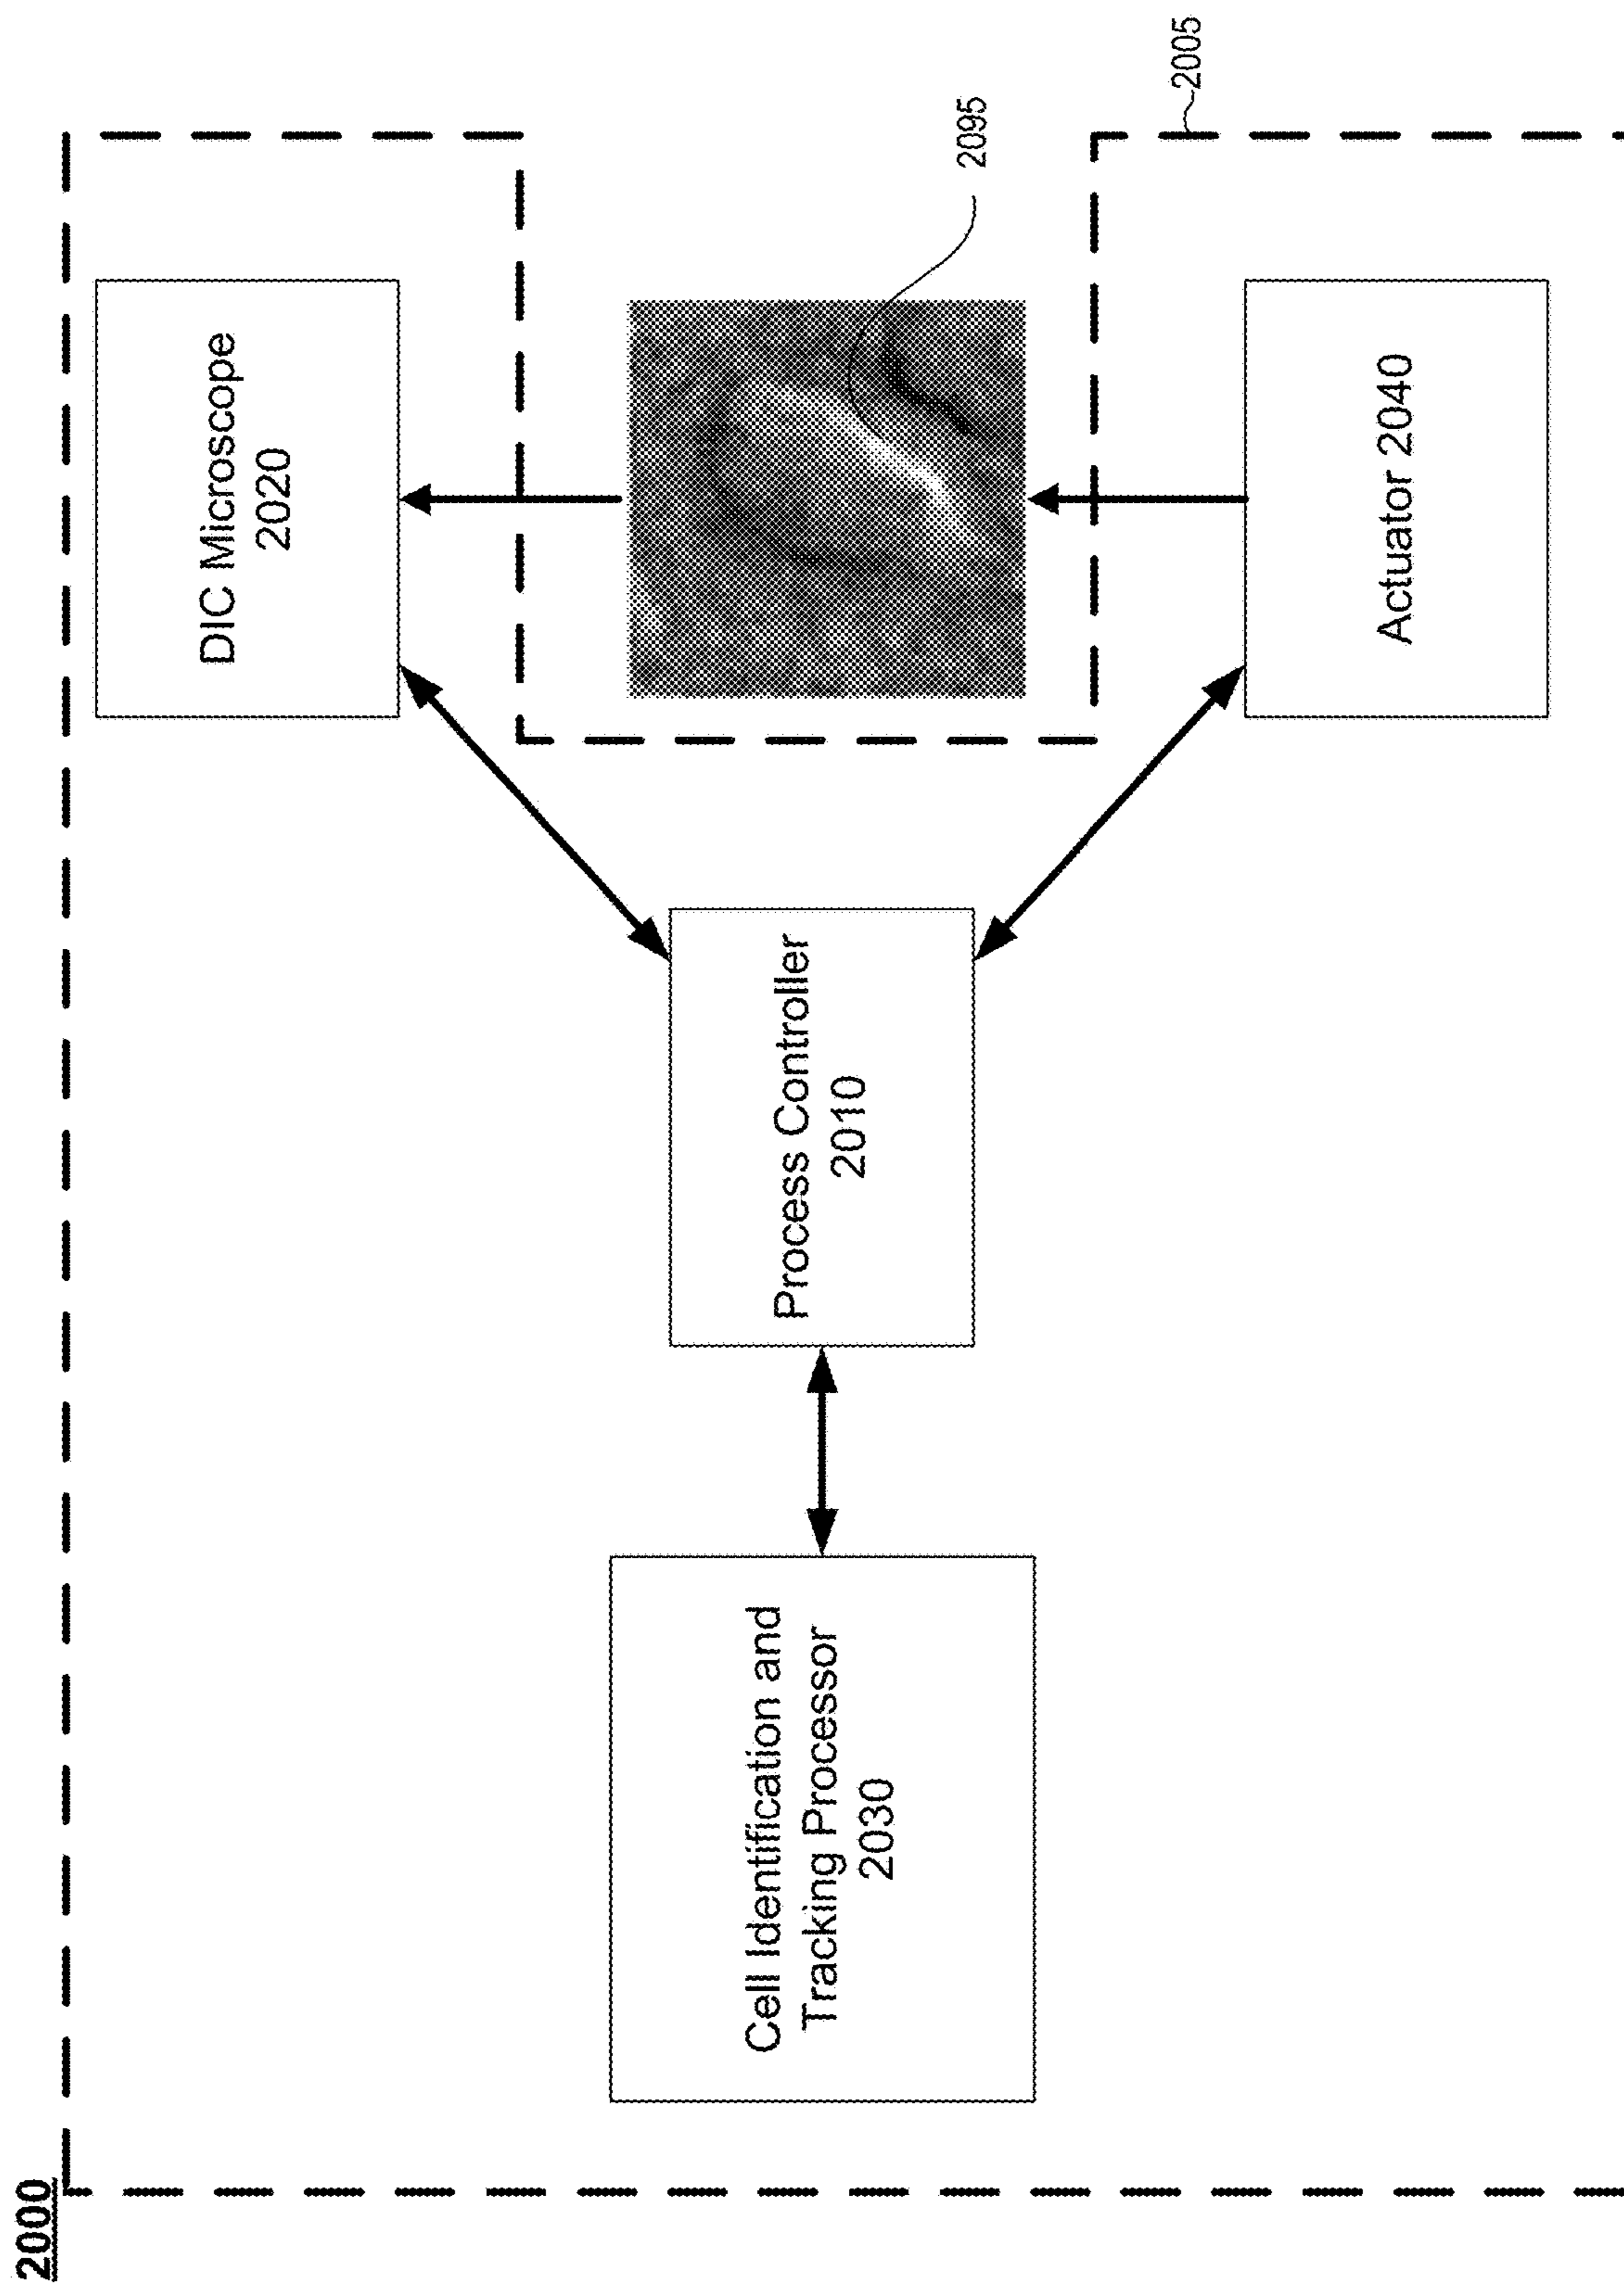 2000
DIC Microscope
2020
2095
2005
Cell Identification and
Tracking Processor
2030
Process Controller
2010
Actuator 2040